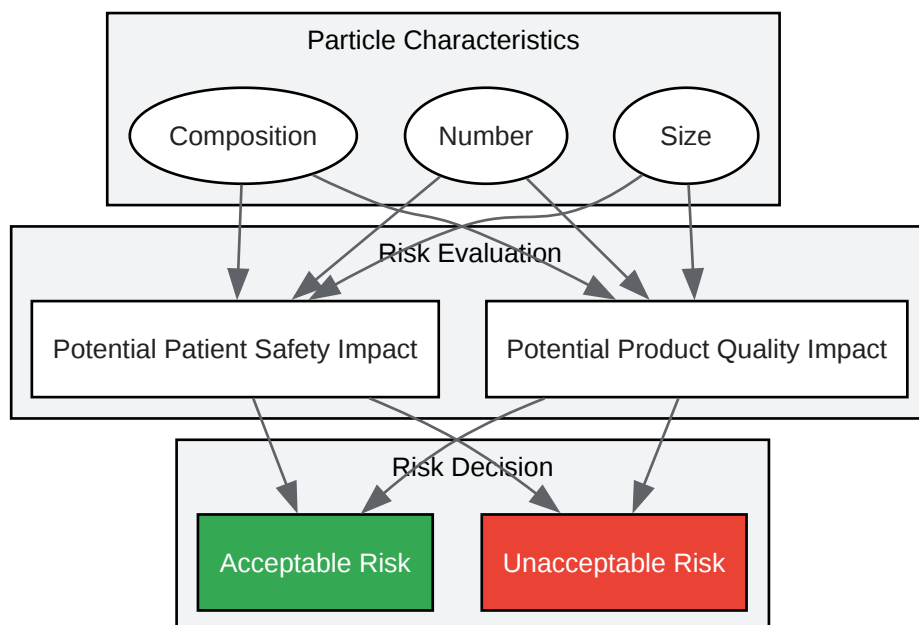 Particle Characteristics
Composition
Number
Size
Risk Evaluation
Potential Patient Safety Impact
Potential Product Quality Impact
Risk Decision
Acceptable Risk
Unacceptable Risk